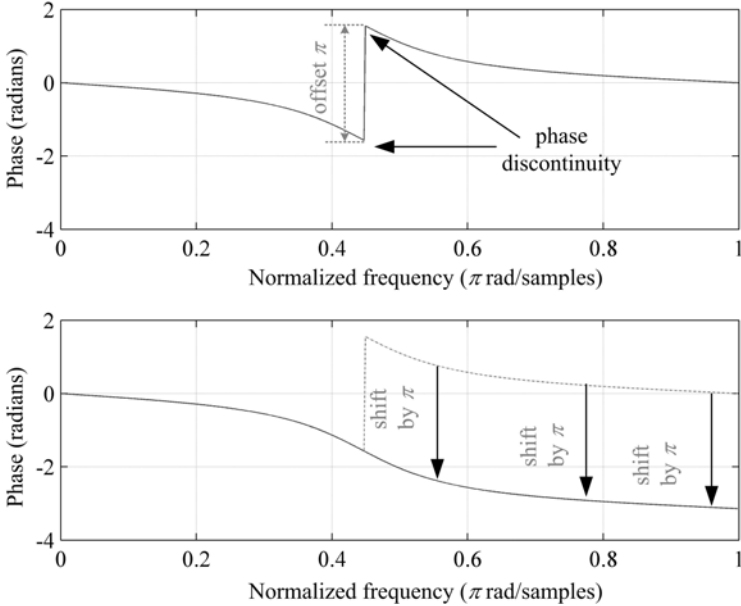 2
0
-2
-4
Phase (radians)
offset π
phase
discontinuity
0
0.2
0.4
0.6
0.8
1
Normalized frequency (π rad/samples)
2
0
-2
-4
Phase (radians)
shift
by π
shift
by π
shift
by π
0
0.2
0.4
0.6
0.8
1
Normalized frequency (π rad/samples)